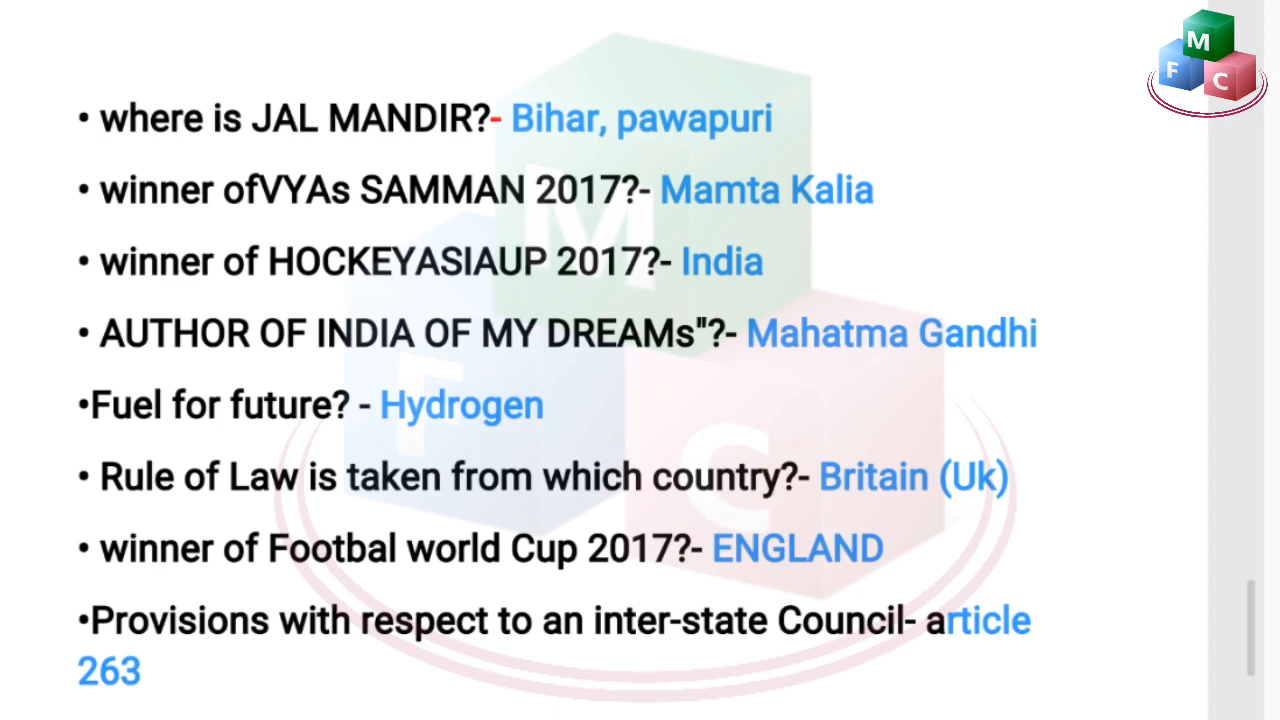 • where is JAL MANDIR?- Bihar, pawapuri
• winner ofVYAs SAMMAN 2017?- Mamta Kalia
• winner of HOCKEYASIAUP 2017?- India
• AUTHOR OF INDIA OF MY DREAMs"?- Mahatma Gandhi
•Fuel for future? - Hydrogen
• Rule of Law is taken from which country?- Britain (Uk)
• winner of Footbal world Cup 2017?- ENGLAND
•Provisions with respect to an inter-state Council- article
263
M
F C
M
F
C